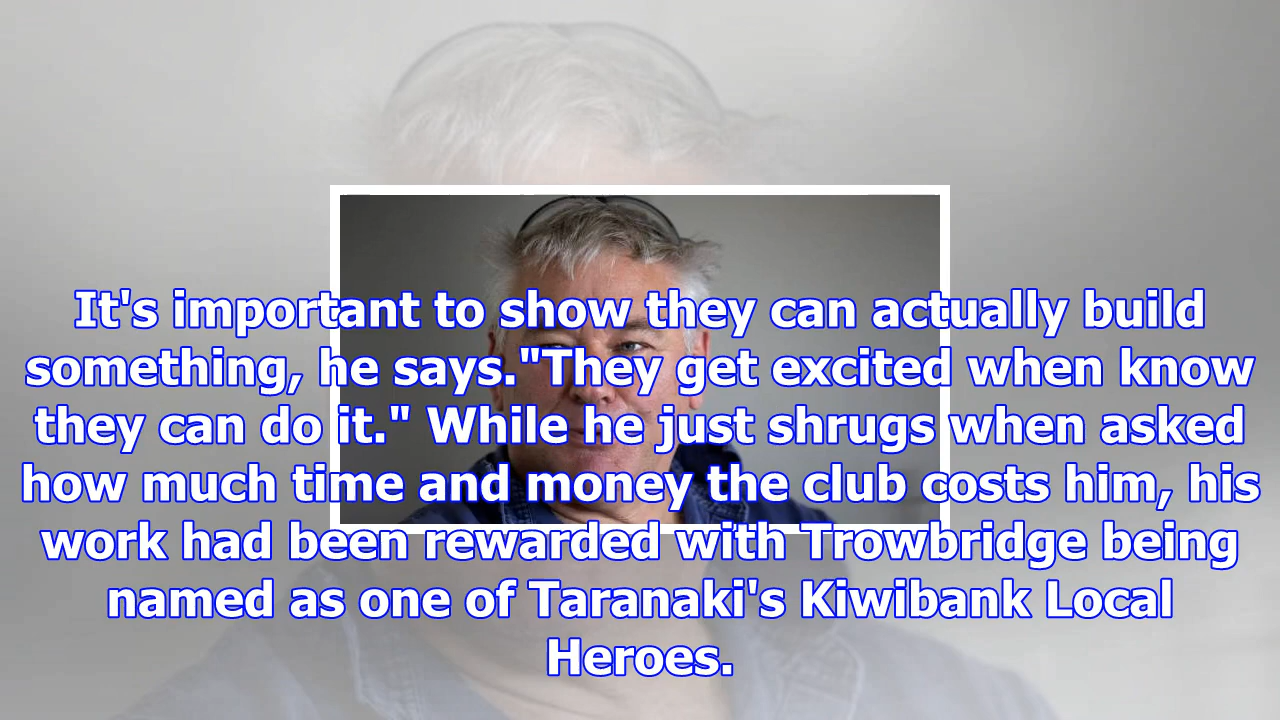 It's important to show they can actually build
something, he says."They get excited when know
they can do it." While he just shrugs when asked
how much time and money the club costs him, his
work had been rewarded with Trowbridge being
named as one of Taranaki's Kiwibank Local
Heroes.